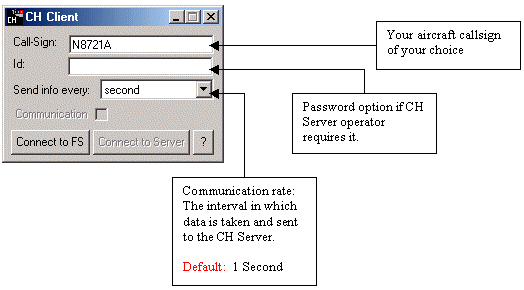 CH Client
Call-Sign: N8721A
Id:
Send info every: second
Communication
Connect to FS Connect to Server ?
Your aircraft callsign
of your choice
Password option if CH
Server operator
requires it.
Communication rate:
The interval in which
data is taken and sent
to the CH Server.
Default: 1 Second